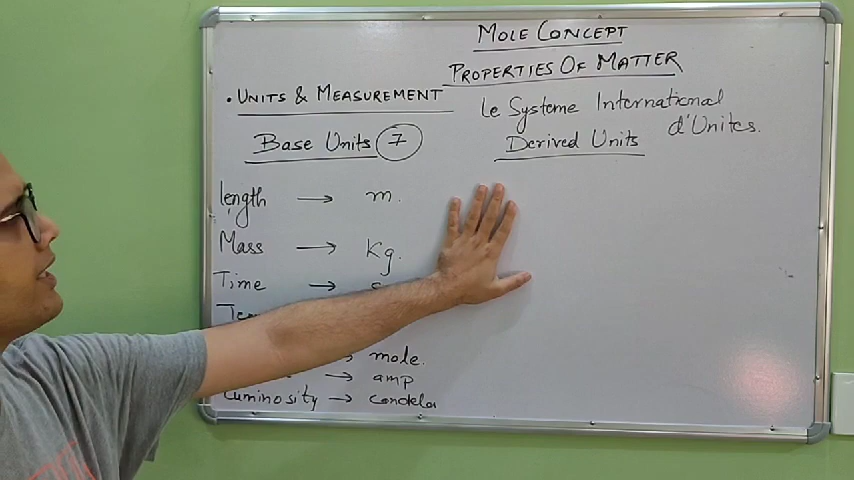 MOLE CONCEPT
PROPERTIES OF MATTER
• UNITS & MEASUREMENT
Le Systeme International
d'Unites.
Base Units 7
Derived Units
length → m.
Mass → Kg.
Time →
→ mole.
→ amp
Luminosity → candela